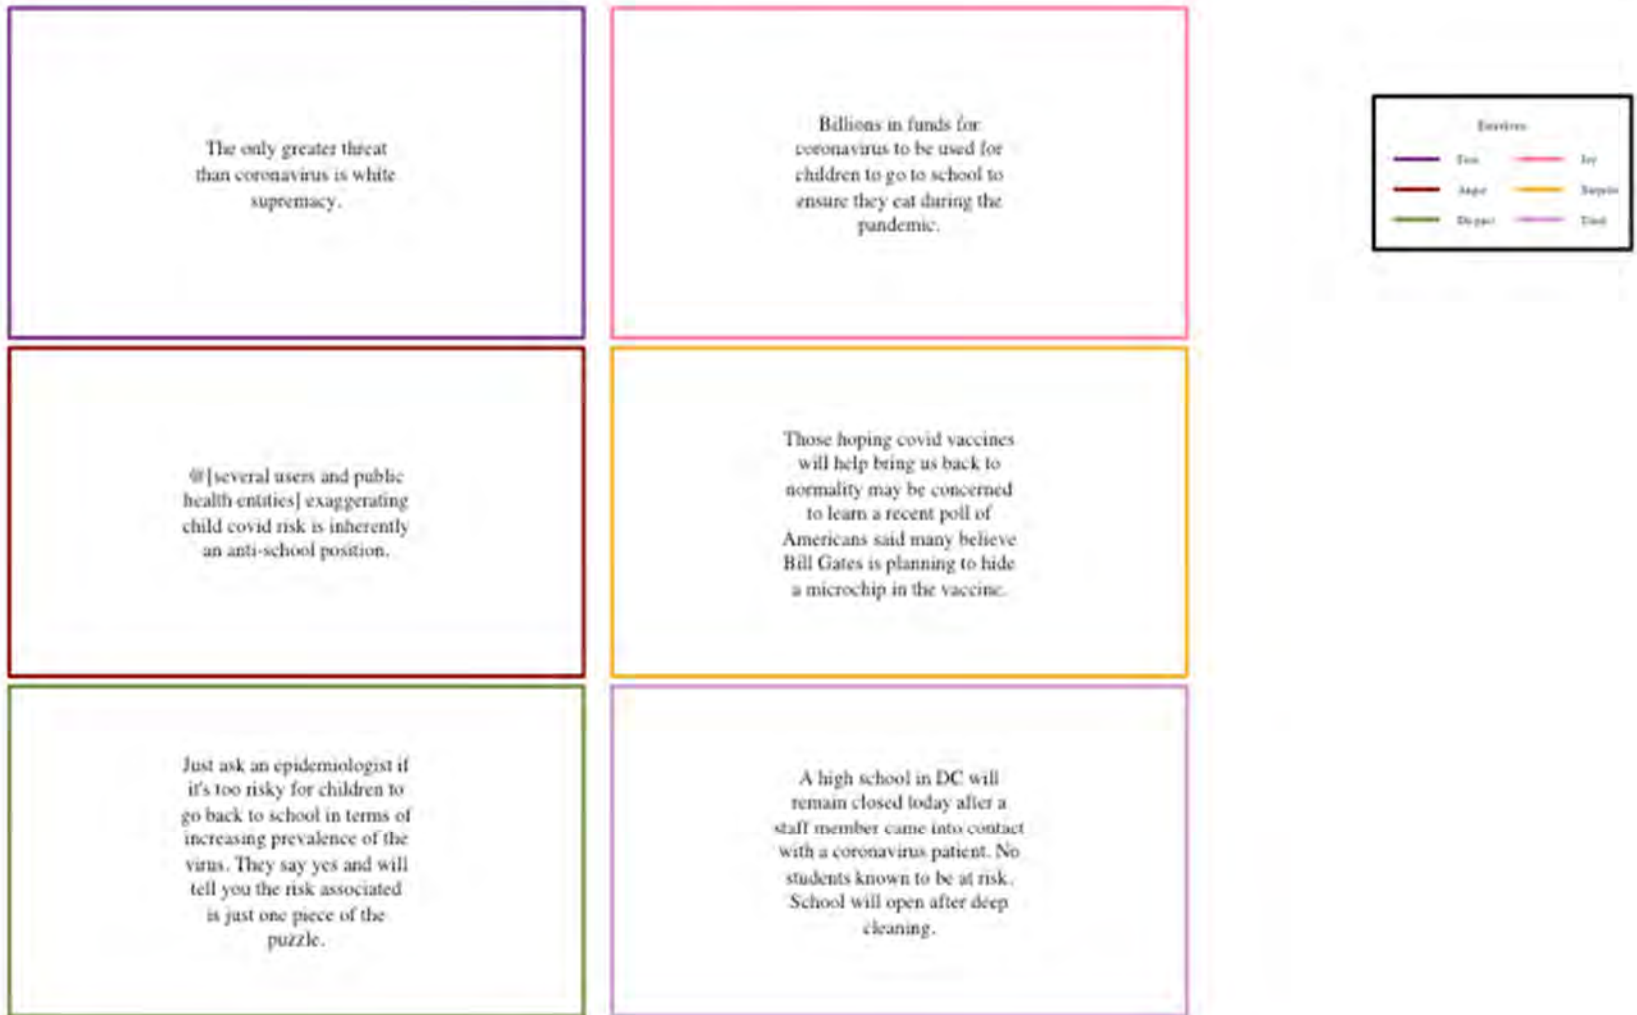 The only greater threat
than coronavirus is white
supremacy.
Billions in funds for
coronavirus to be used for
children to go to school to
ensure they eat during the
pandemic.
@[several users and public
health entities] exaggerating
child covid risk is inherently
an anti-school position.
Those hoping covid vaccines
will help bring us back to
normality may be concerned
to learn a recent poll of
Americans said many believe
Bill Gates is planning to hide
a microchip in the vaccine.
Just ask an epidemiologist if
it's too risky for children to
go back to school in terms of
increasing prevalence of the
virus. They say yes and will
tell you the risk associated
is just one piece of the
puzzle.
A high school in DC will
remain closed today after a
staff member came into contact
with a coronavirus patient. No
students known to be at risk.
School will open after deep
cleaning.
Emotions
Joy
Anger
Surprise
Disgust